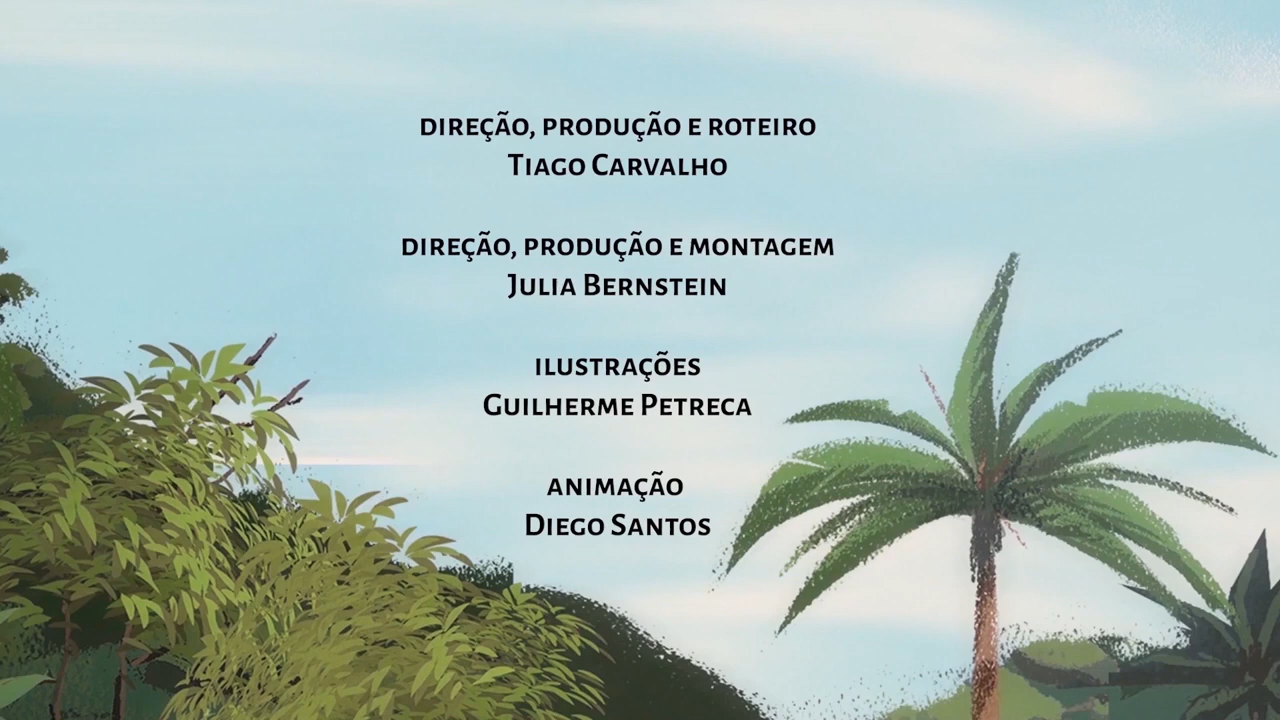 DIREÇÃO, PRODUÇÃO E ROTEIRO
TIAGO CARVALHO
DIREÇÃO, PRODUÇÃO E MONTAGEM
JULIA BERNSTEIN
ILUSTRAÇÕES
GUILHERME PETRECA
ANIMAÇÃO
DIEGO SANTOS